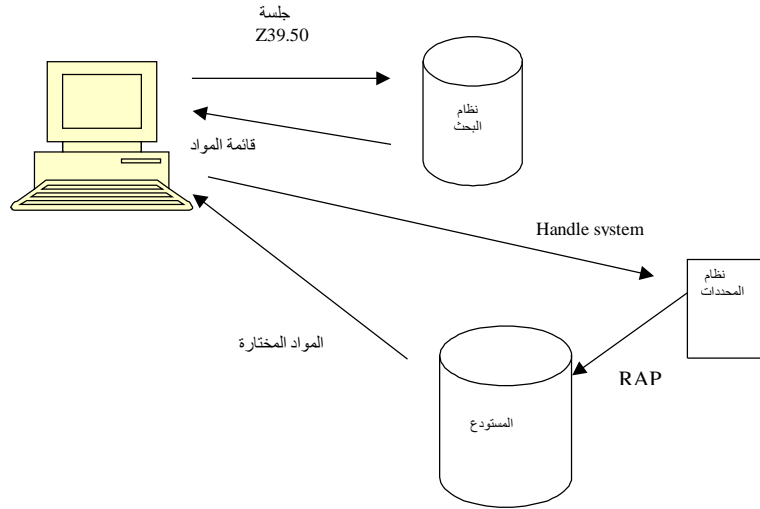 جلسة
Z39.50
نظام
البحث
قائمة المواد
Handle system
نظام
المحددات
المواد المختارة
RAP
المستودع